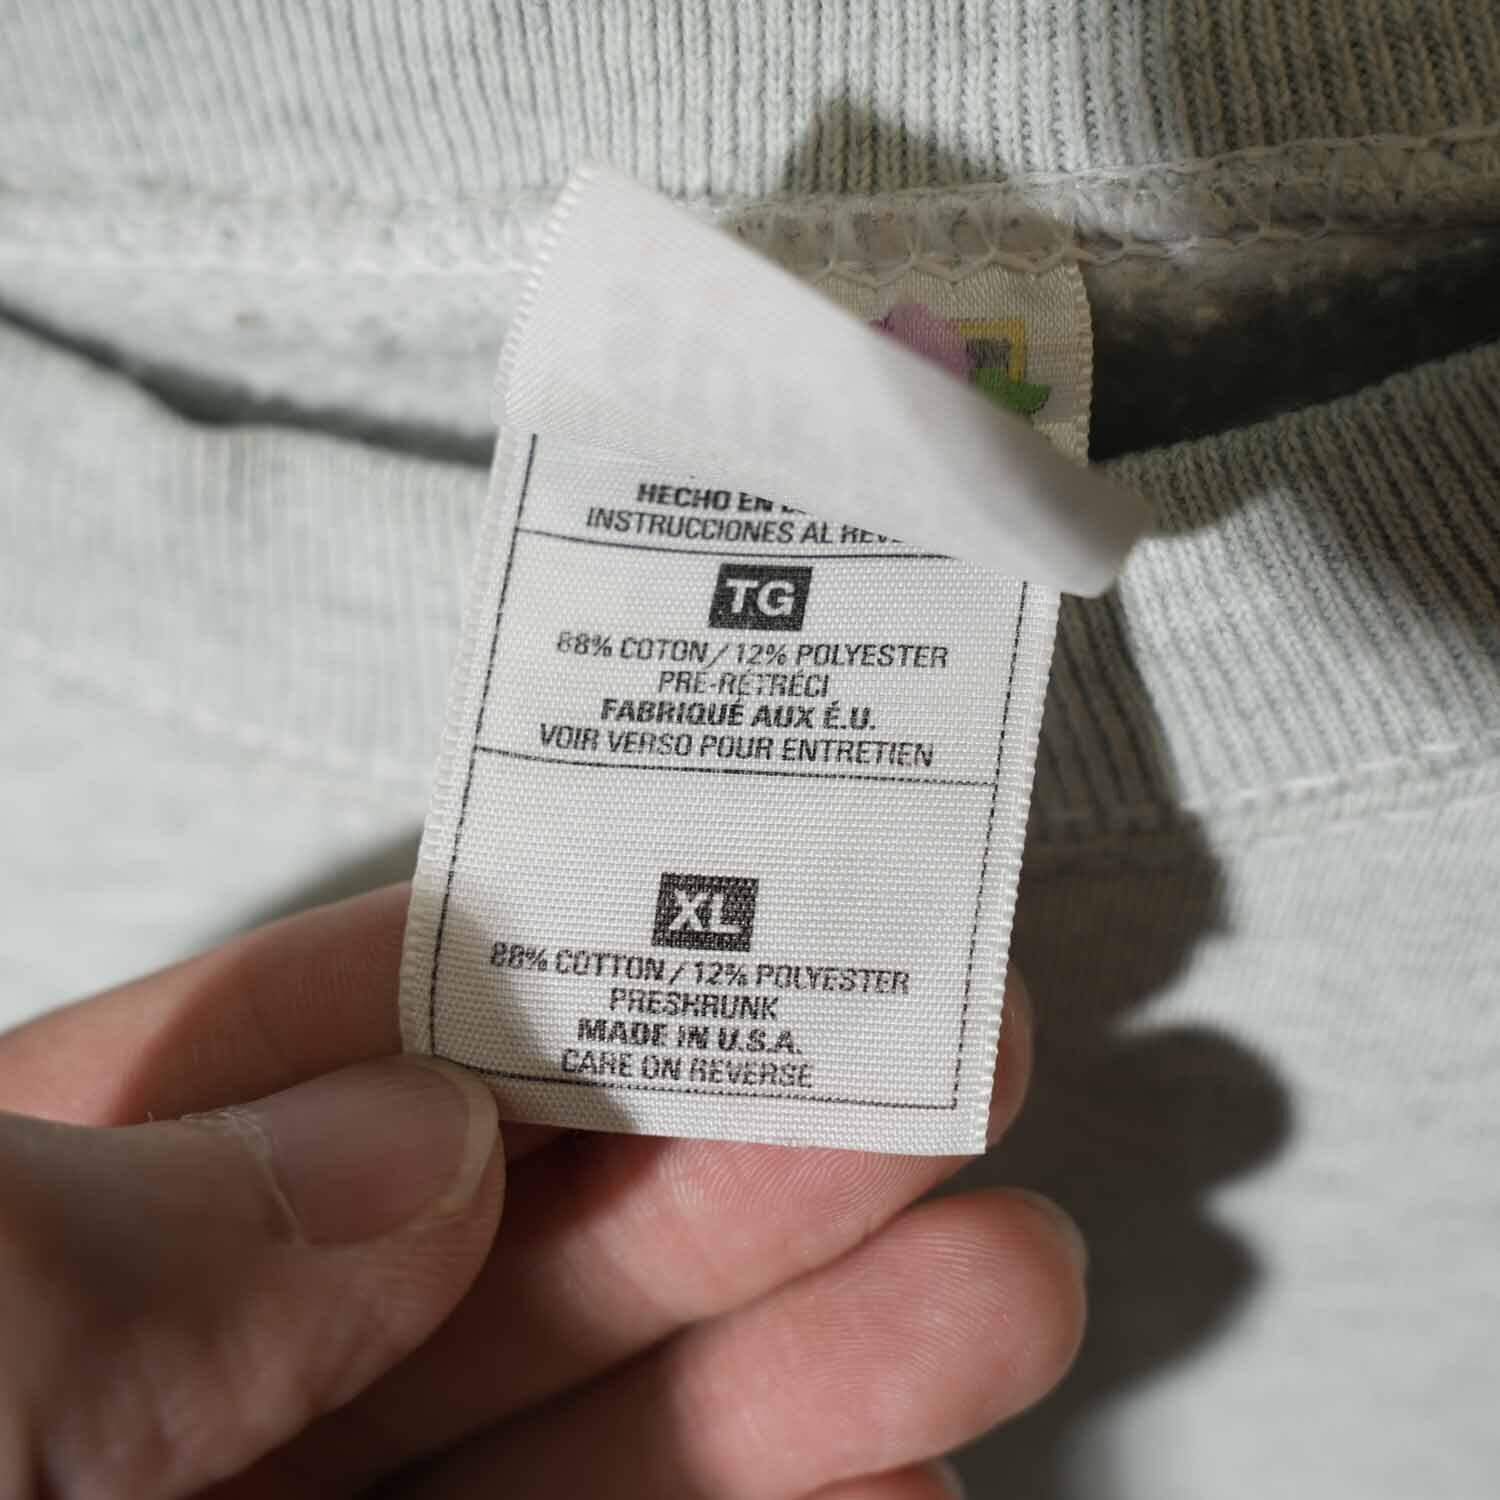 HECHO EN
INSTRUCCIONES AL
TG
88% COTON / 12% POLYESTER
PRE-RÉTRÉCI
FABRIQUÉ AUX É.U.
VOIR VERSO POUR ENTRETIEN
XL
88% COTTON / 12% POLYESTER
PRESHRUNK
MADE IN U.S.A.
CARE ON REVERSE